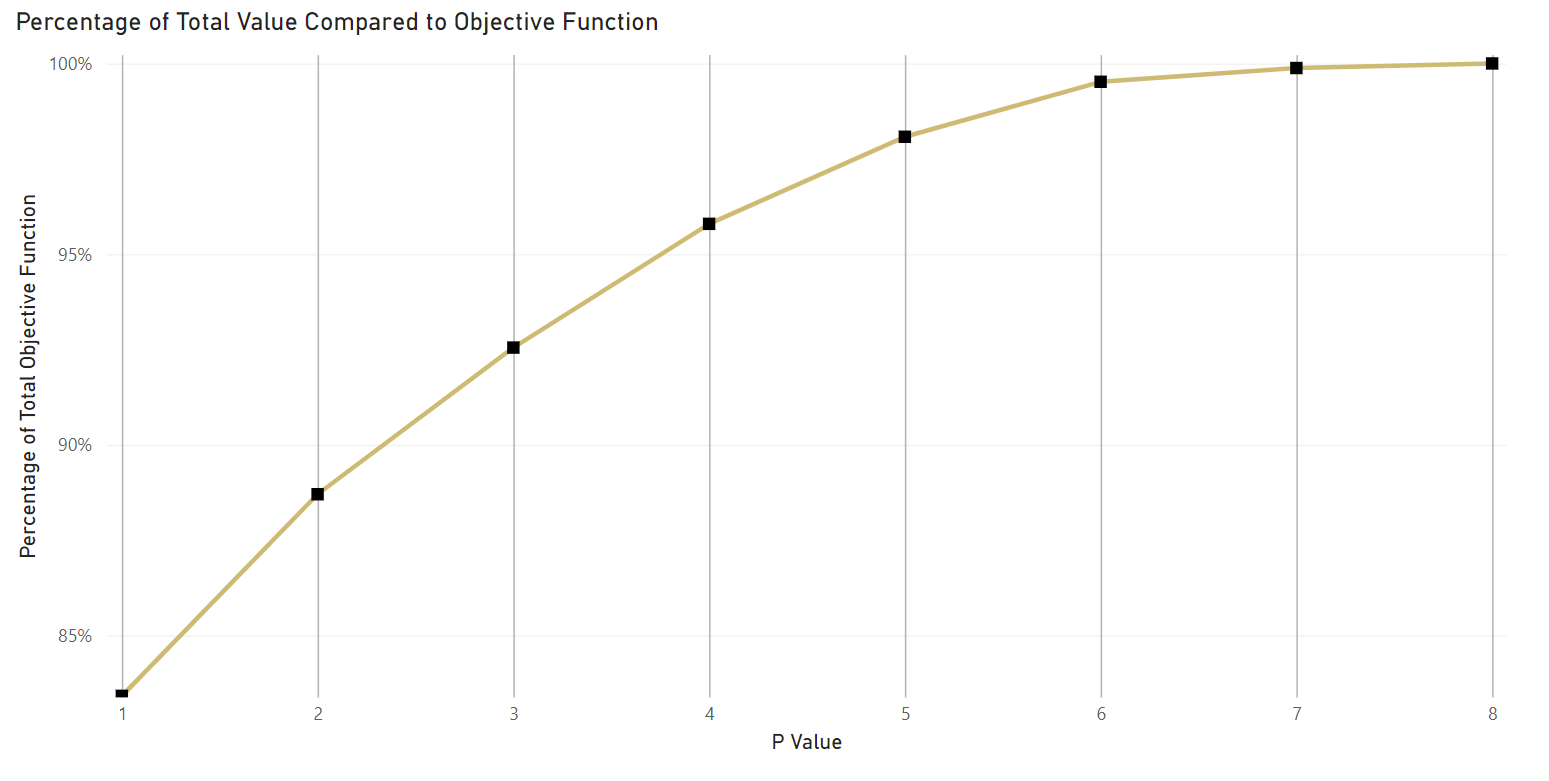 Percentage of Total Value Compared to Objective Function
Percentage of Total Objective Function
100%
95%
90%
85%
1 2 3 4 5 6 7 8
P Value